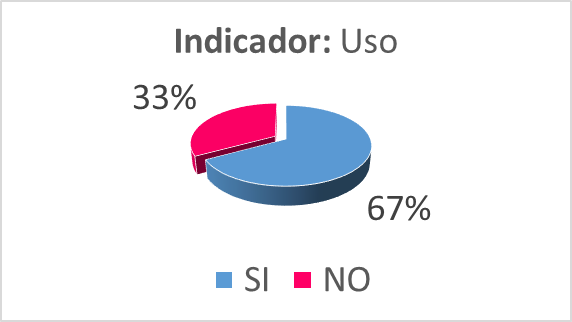 Indicador: Uso
33%
67%
SI NO